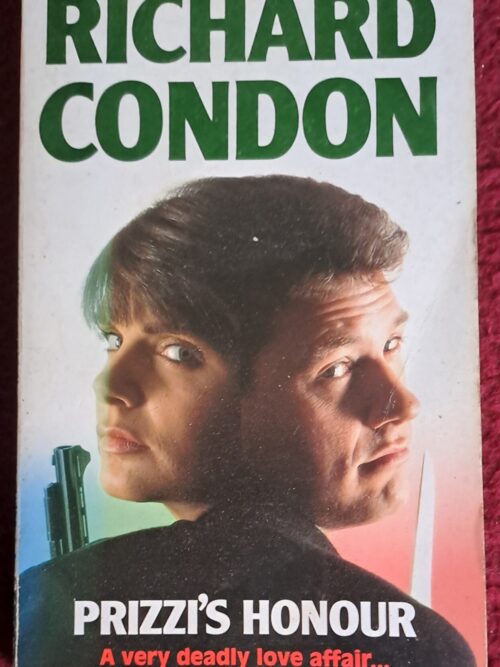 RICHARD
CONDON
PRIZZI'S HONOUR
A very deadly love affair...